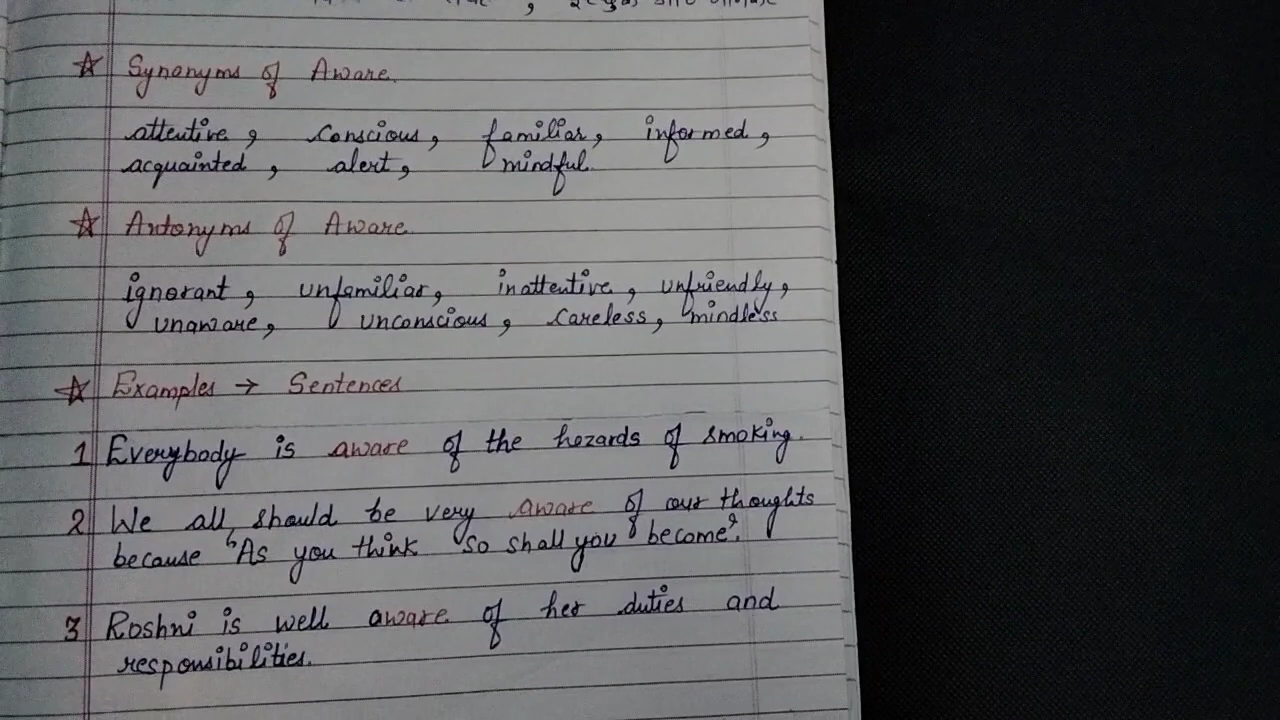 ☆ Synonyms of Aware.
attentive, conscious, familiar, informed,
acquainted, alert, mindful.
☆ Antonyms of Aware
ignorant, unfamiliar, inattentive, unfriendly,
unaware, unconscious, careless, mindless
☆ Examples → Sentences
1 Everybody is aware of the hezards of smoking.
2 We all, should be very aware of our thoughts
because 'As you think so shall you become'.
3 Roshni is well aware of her duties and
responsibilities.